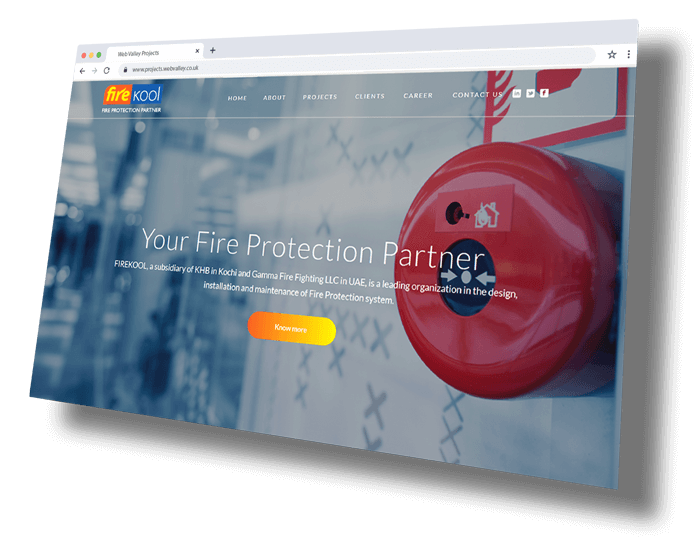 Web Valley Projects
www.projects.webvalley.co.uk
fire KOOL
FIRE PROTECTION PARTNER
HOME ABOUT PROJECTS CLIENTS CAREER CONTACT US
Your Fire Protection Partner
FIREKOOL, a subsidiary of KHB in Kochi and Gamma Fire Fighting LLC in UAE, is a leading organization in the design,
installation and maintenance of Fire Protection system.
Know more